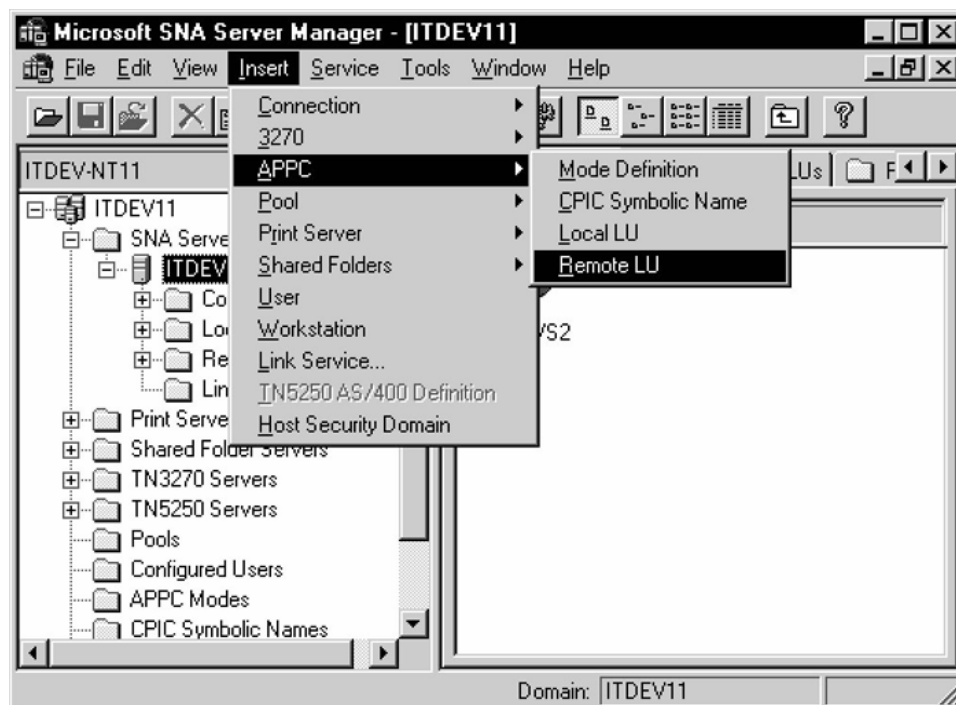 Microsoft SNA Server Manager - [ITDEV11]
File Edit View Insert Service Tools Window Help
ITDEV-NT11
ITDEV11
SNA Serve
ITDEV
Co
Lo
Re
Lin
Print Serve
Shared Folder Servers
TN3270 Servers
TN5250 Servers
Pools
Configured Users
APPC Modes
CPIC Symbolic Names
Connection
3270
APPC
Pool
Print Server
Shared Folders
User
Workstation
Link Service...
TN5250 AS/400 Definition
Host Security Domain
Mode Definition
CPIC Symbolic Name
Local LU
Remote LU
LUs
F
VS2
Domain: ITDEV11